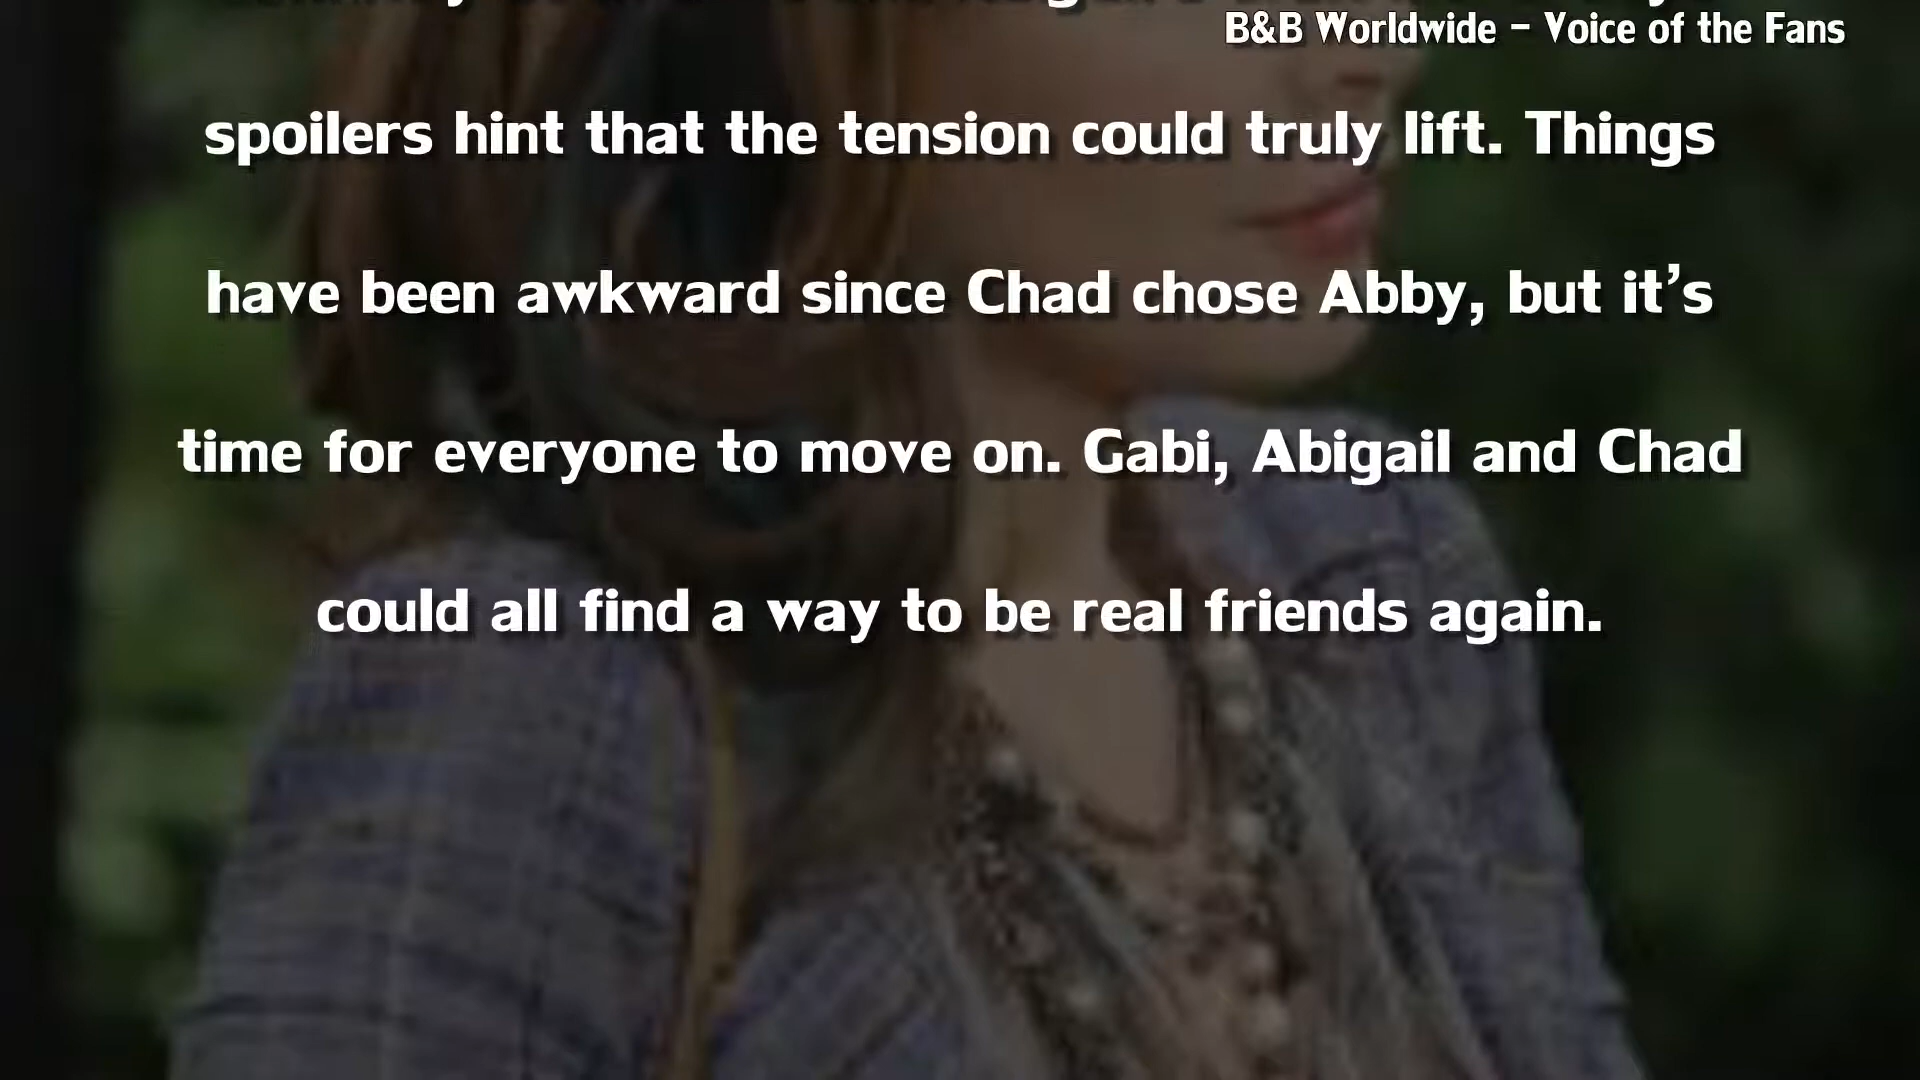 B&B Worldwide - Voice of the Fans
spoilers hint that the tension could truly lift. Things
have been awkward since Chad chose Abby, but it's
time for everyone to move on. Gabi, Abigail and Chad
could all find a way to be real friends again.